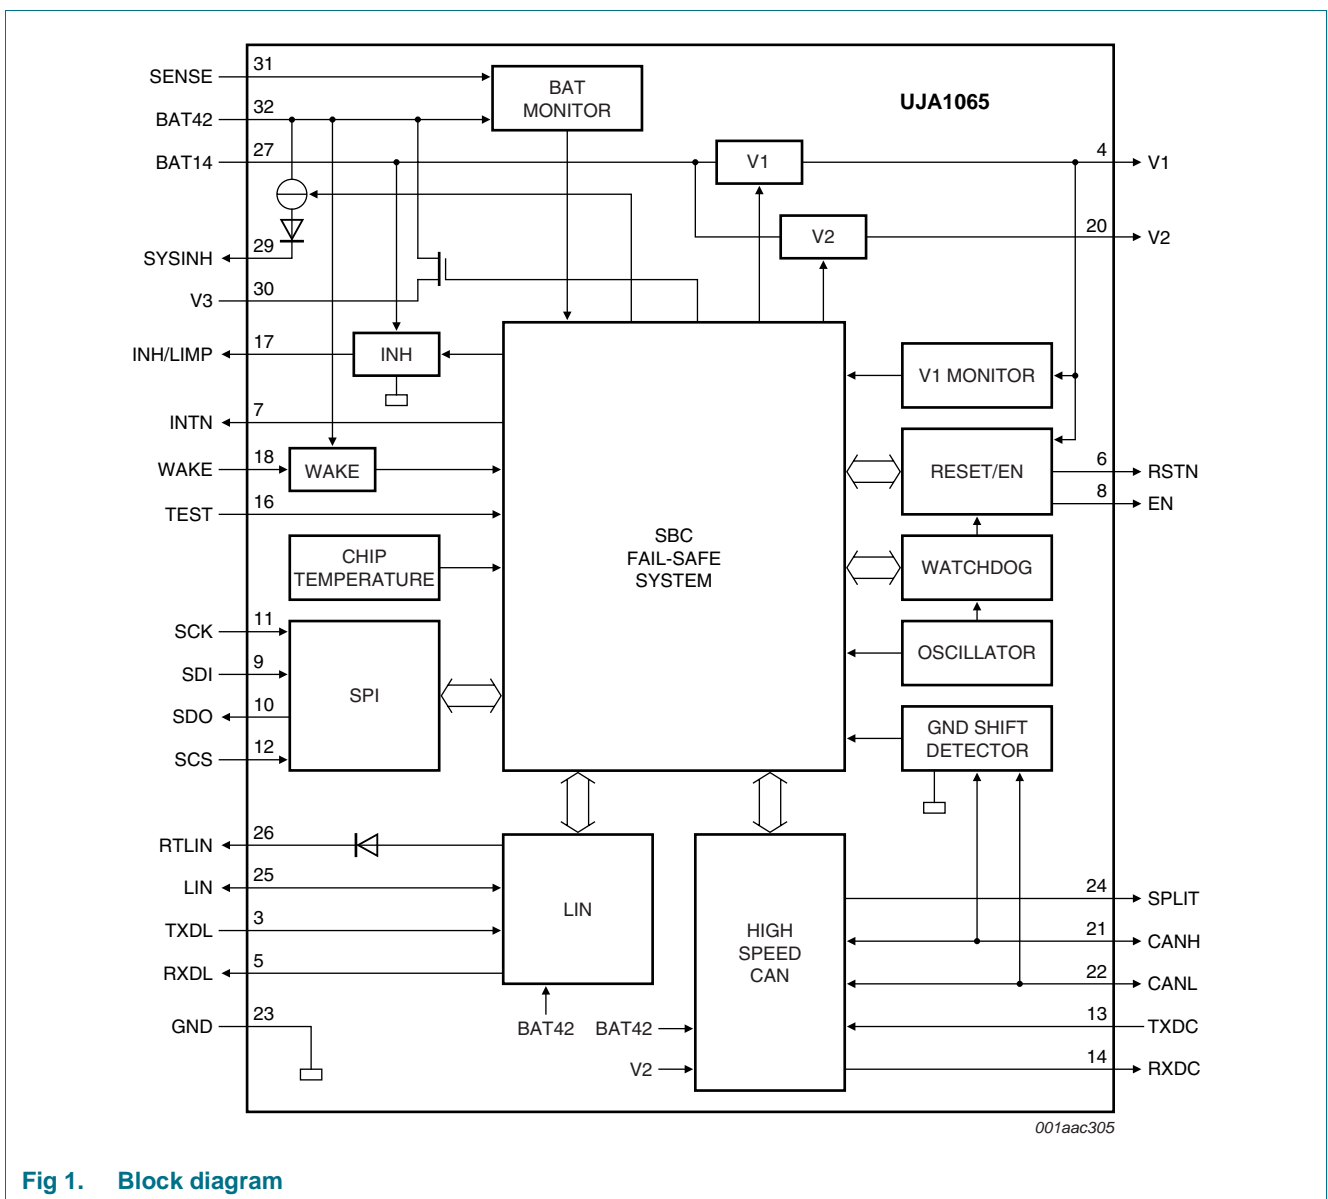 UJA1065
SENSE 31
BAT42 32
BAT14 27
SYSINH 29
V3 30
INH/LIMP 17
INTN 7
WAKE 18
TEST 16
SCK 11
SDI 9
SDO 10
SCS 12
RTLIN 26
LIN 25
TXDL 3
RXDL 5
GND 23
BAT
MONITOR
V1
V2
INH
WAKE
CHIP
TEMPERATURE
SPI
SBC
FAIL-SAFE
SYSTEM
V1 MONITOR
RESET/EN
WATCHDOG
OSCILLATOR
GND SHIFT
DETECTOR
LIN
BAT42
HIGH
SPEED
CAN
BAT42
V2
4 V1
20 V2
6 RSTN
8 EN
24 SPLIT
21 CANH
22 CANL
13 TXDC
14 RXDC
001aac305
Fig 1. Block diagram